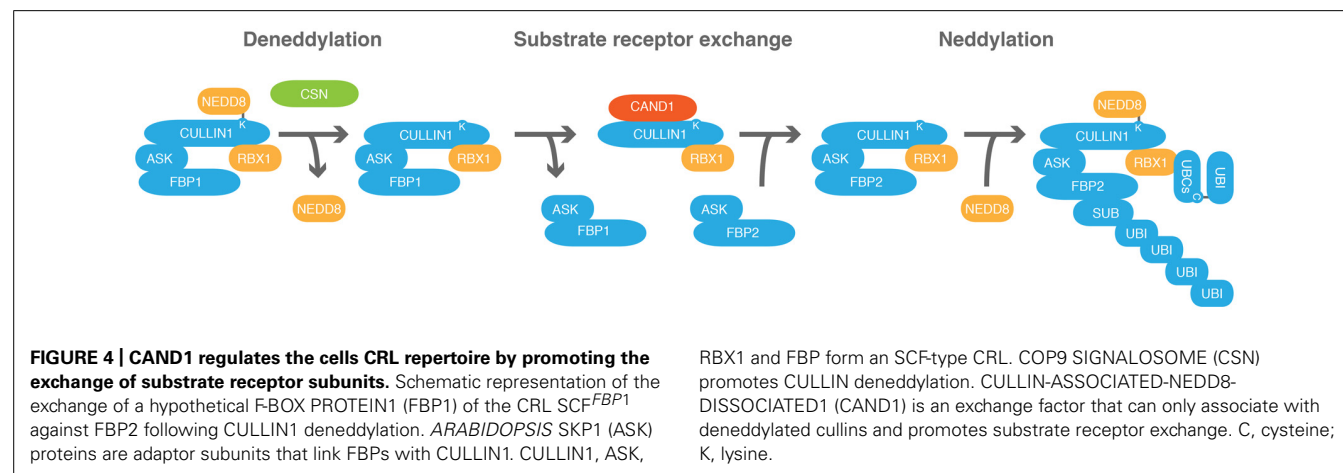 Deneddylation
Substrate receptor exchange
Neddylation
NEDD8
CSN
CULLIN1
K
ASK
RBX1
FBP1
NEDD8
CULLIN1
K
ASK
RBX1
FBP1
CAND1
CULLIN1
K
RBX1
ASK
FBP1
ASK
FBP2
CULLIN1
K
ASK
RBX1
FBP2
NEDD8
NEDD8
CULLIN1
K
ASK
RBX1
FBP2
UBCs
C
UBI
SUB
UBI
UBI
UBI
UBI
FIGURE 4 | CAND1 regulates the cells CRL repertoire by promoting the
exchange of substrate receptor subunits. Schematic representation of the
exchange of a hypothetical F-BOX PROTEIN1 (FBP1) of the CRL SCFFBP1
against FBP2 following CULLIN1 deneddylation. ARABIDOPSIS SKP1 (ASK)
proteins are adaptor subunits that link FBPs with CULLIN1. CULLIN1, ASK,
RBX1 and FBP form an SCF-type CRL. COP9 SIGNALOSOME (CSN)
promotes CULLIN deneddylation. CULLIN-ASSOCIATED-NEDD8-
DISSOCIATED1 (CAND1) is an exchange factor that can only associate with
deneddylated cullins and promotes substrate receptor exchange. C, cysteine;
K, lysine.